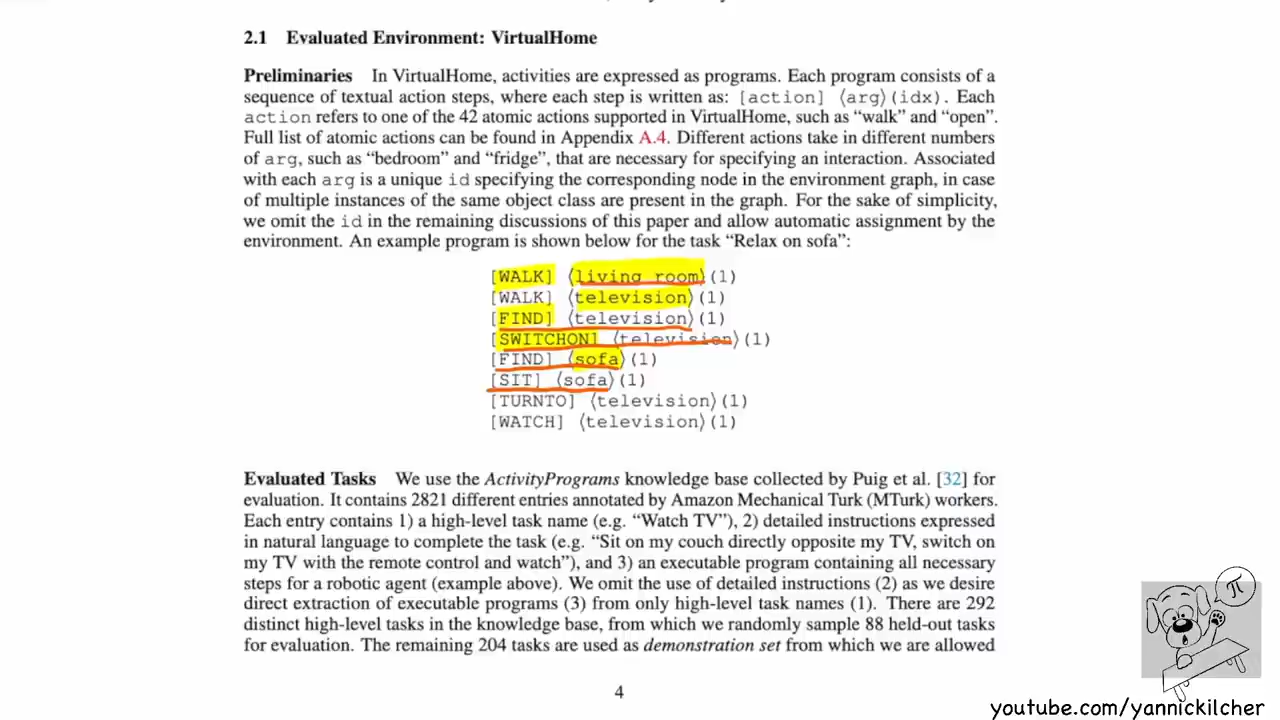 2.1 Evaluated Environment: VirtualHome
Preliminaries In VirtualHome, activities are expressed as programs. Each program consists of a
sequence of textual action steps, where each step is written as: [action] ⟨arg⟩(idx). Each
action refers to one of the 42 atomic actions supported in VirtualHome, such as “walk” and “open”.
Full list of atomic actions can be found in Appendix A.4. Different actions take in different numbers
of arg, such as “bedroom” and “fridge”, that are necessary for specifying an interaction. Associated
with each arg is a unique id specifying the corresponding node in the environment graph, in case
of multiple instances of the same object class are present in the graph. For the sake of simplicity,
we omit the id in the remaining discussions of this paper and allow automatic assignment by the
environment. An example program is shown below for the task “Relax on sofa”:
[WALK] ⟨living room⟩(1)
[WALK] ⟨television⟩(1)
[FIND] ⟨television⟩(1)
[SWITCHON] ⟨television⟩(1)
[FIND] ⟨sofa⟩(1)
[SIT] ⟨sofa⟩(1)
[TURNTO] ⟨television⟩(1)
[WATCH] ⟨television⟩(1)
Evaluated Tasks We use the ActivityPrograms knowledge base collected by Puig et al. [32] for
evaluation. It contains 2821 different entries annotated by Amazon Mechanical Turk (MTurk) workers.
Each entry contains 1) a high-level task name (e.g. “Watch TV”), 2) detailed instructions expressed
in natural language to complete the task (e.g. “Sit on my couch directly opposite my TV, switch on
my TV with the remote control and watch”), and 3) an executable program containing all necessary
steps for a robotic agent (example above). We omit the use of detailed instructions (2) as we desire
direct extraction of executable programs (3) from only high-level task names (1). There are 292
distinct high-level tasks in the knowledge base, from which we randomly sample 88 held-out tasks
for evaluation. The remaining 204 tasks are used as demonstration set from which we are allowed
4
π
youtube.com/yannickilcher